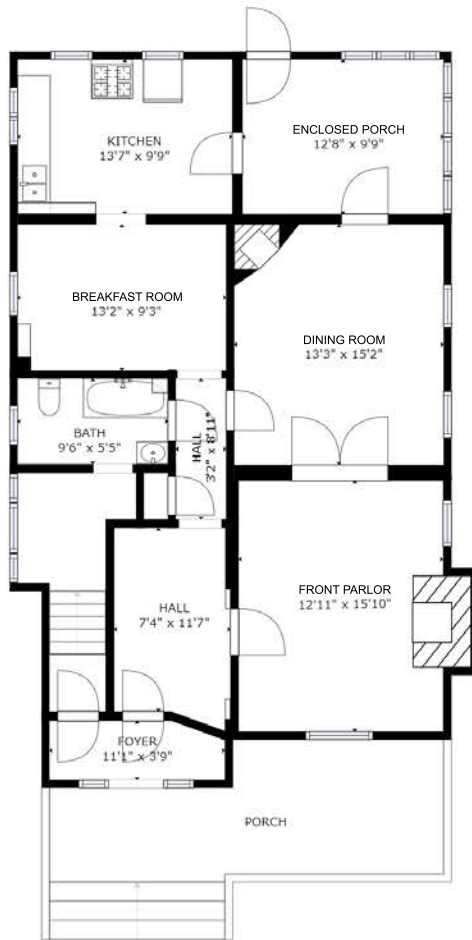 KITCHEN
13'7" x 9'9"
ENCLOSED PORCH
12'8" x 9'9"
BREAKFAST ROOM
13'2" x 9'3"
DINING ROOM
13'3" x 15'2"
BATH
9'6" x 5'5"
HALL
3'2" x 8'11"
HALL
7'4" x 11'7"
FRONT PARLOR
12'11" x 15'10"
FOYER
11'1" x 3'9"
PORCH